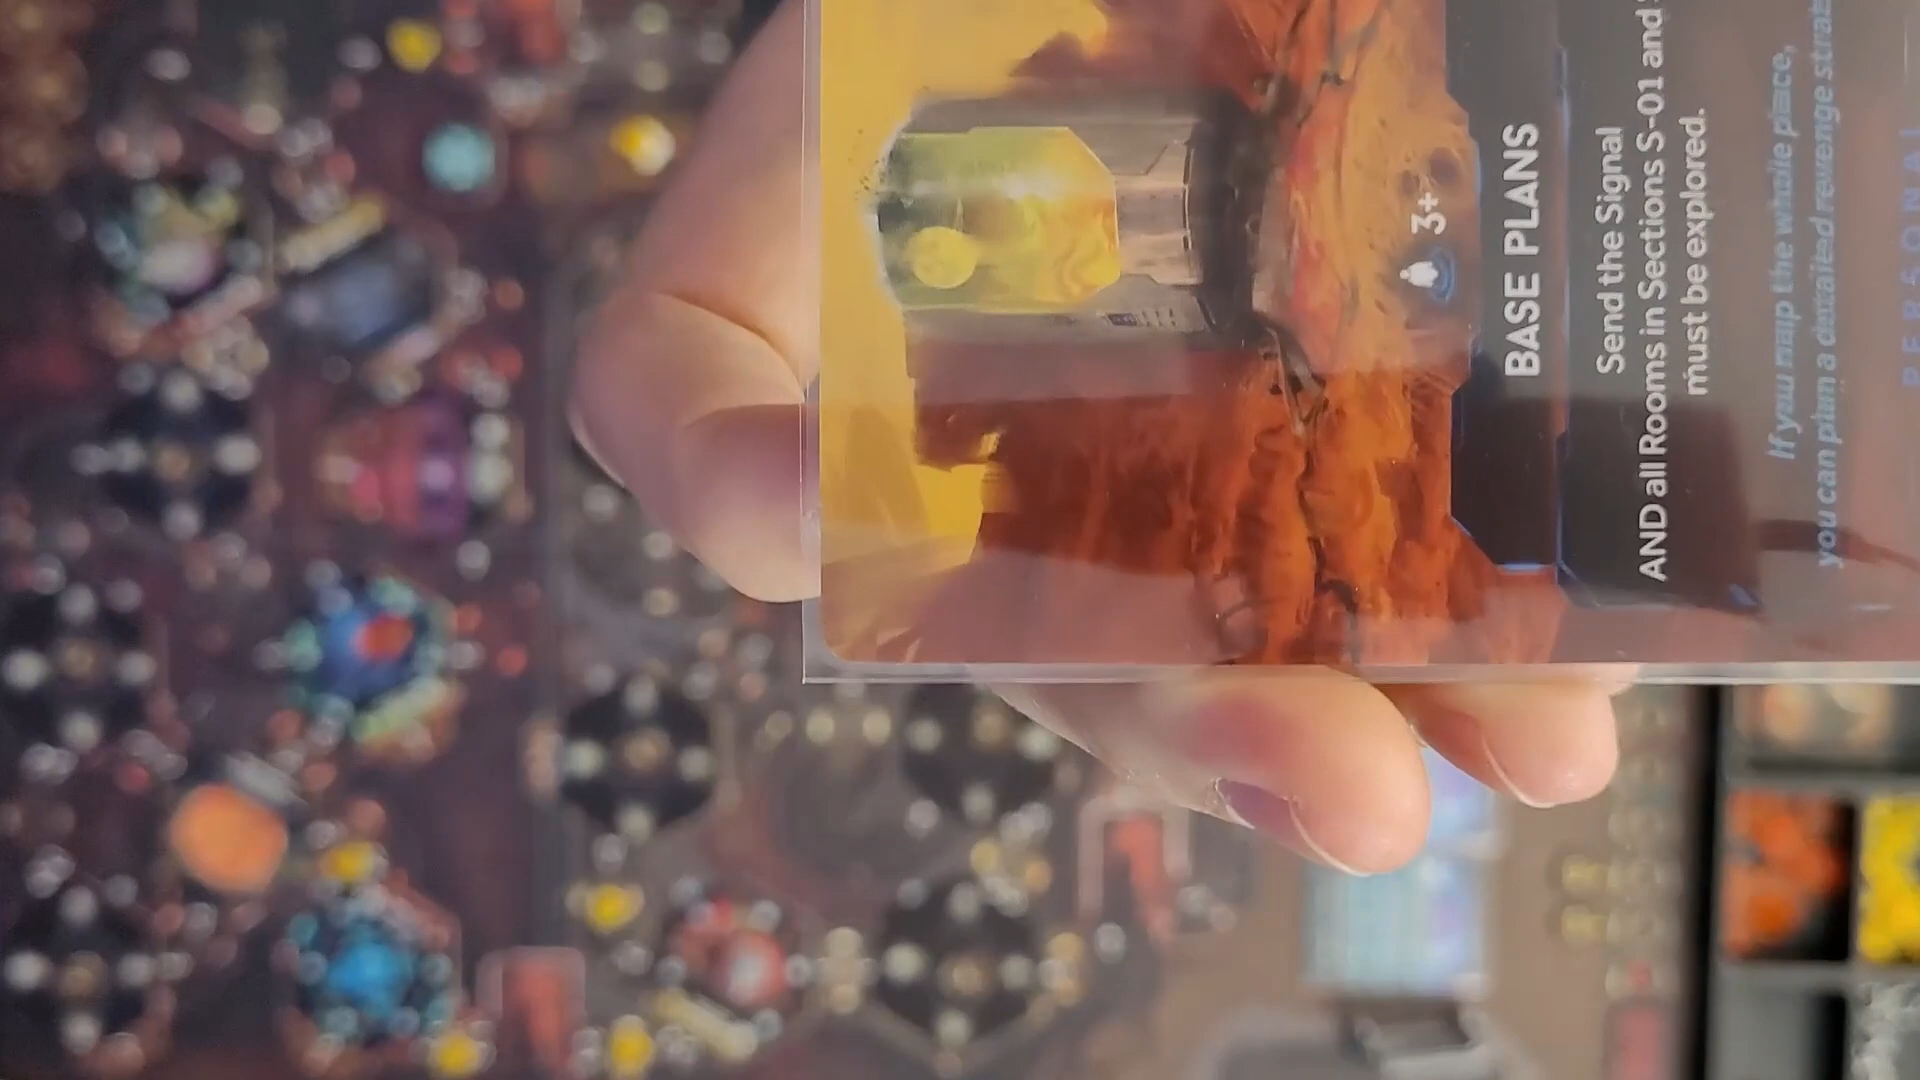 3+
BASE PLANS
Send the Signal
AND all Rooms in Sections S-01 and
must be explored.
If you map the whole place,
you can plan a detailed revenge
PERSONAL